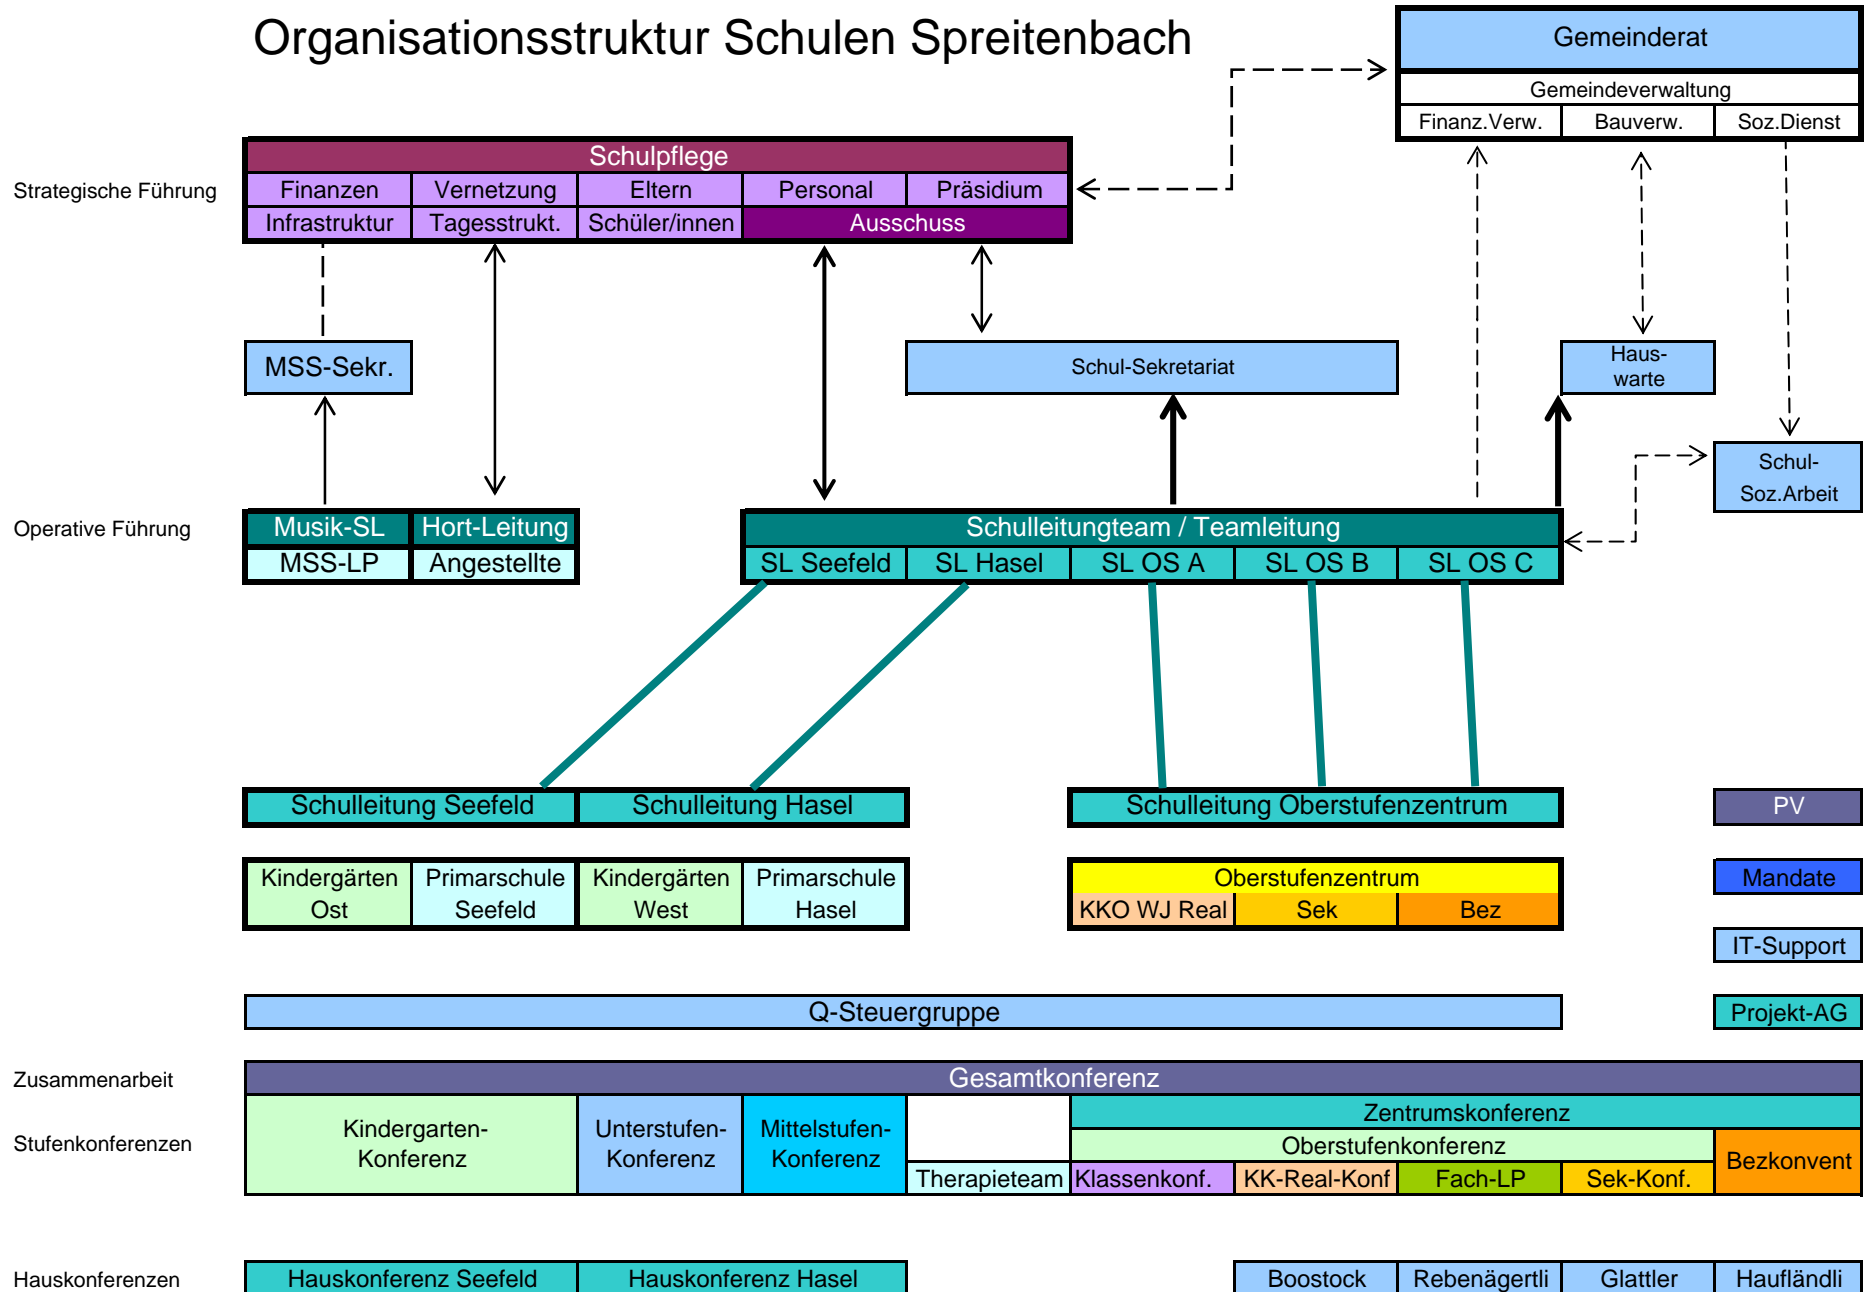 Organisationsstruktur Schulen Spreitenbach
Gemeinderat
Gemeindeverwaltung
Finanz.Verw. Bauverw. Soz.Dienst
Schulpflege
Strategische Führung
Finanzen Vernetzung Eltern Personal Präsidium
Infrastruktur Tagesstrukt. Schüler/innen Ausschuss
MSS-Sekr.
Schul-Sekretariat
Haus-
warte
Schul-
Soz.Arbeit
Operative Führung
Musik-SL Hort-Leitung
MSS-LP Angestellte
Schulleitungteam / Teamleitung
SL Seefeld SL Hasel SL OS A SL OS B SL OS C
Schulleitung Seefeld Schulleitung Hasel Schulleitung Oberstufenzentrum
PV
Kindergärten
Ost
Primarschule
Seefeld
Kindergärten
West
Primarschule
Hasel
Oberstufenzentrum
KKO WJ Real Sek Bez
Mandate
IT-Support
Q-Steuergruppe
Projekt-AG
Zusammenarbeit
Gesamtkonferenz
Stufenkonferenzen
Kindergarten-
Konferenz
Unterstufen-
Konferenz
Mittelstufen-
Konferenz
Therapieteam
Zentrumskonferenz
Oberstufenkonferenz
Bezkonvent
Klassenkonf. KK-Real-Konf Fach-LP Sek-Konf.
Hauskonferenzen
Hauskonferenz Seefeld Hauskonferenz Hasel
Boostock Rebenägertli Glattler Haufländli